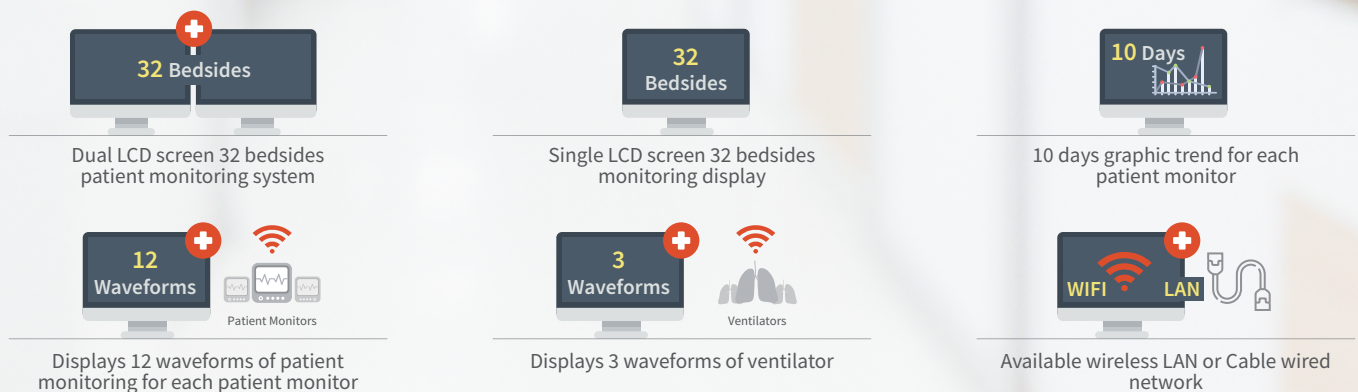 32 Bedsides
Dual LCD screen 32 bedsides
patient monitoring system
32
Bedsides
Single LCD screen 32 bedsides
monitoring display
10 Days
10 days graphic trend for each
patient monitor
12
Waveforms
Patient Monitors
Displays 12 waveforms of patient
monitoring for each patient monitor
3
Waveforms
Ventilators
Displays 3 waveforms of ventilator
WIFI LAN
Available wireless LAN or Cable wired
network